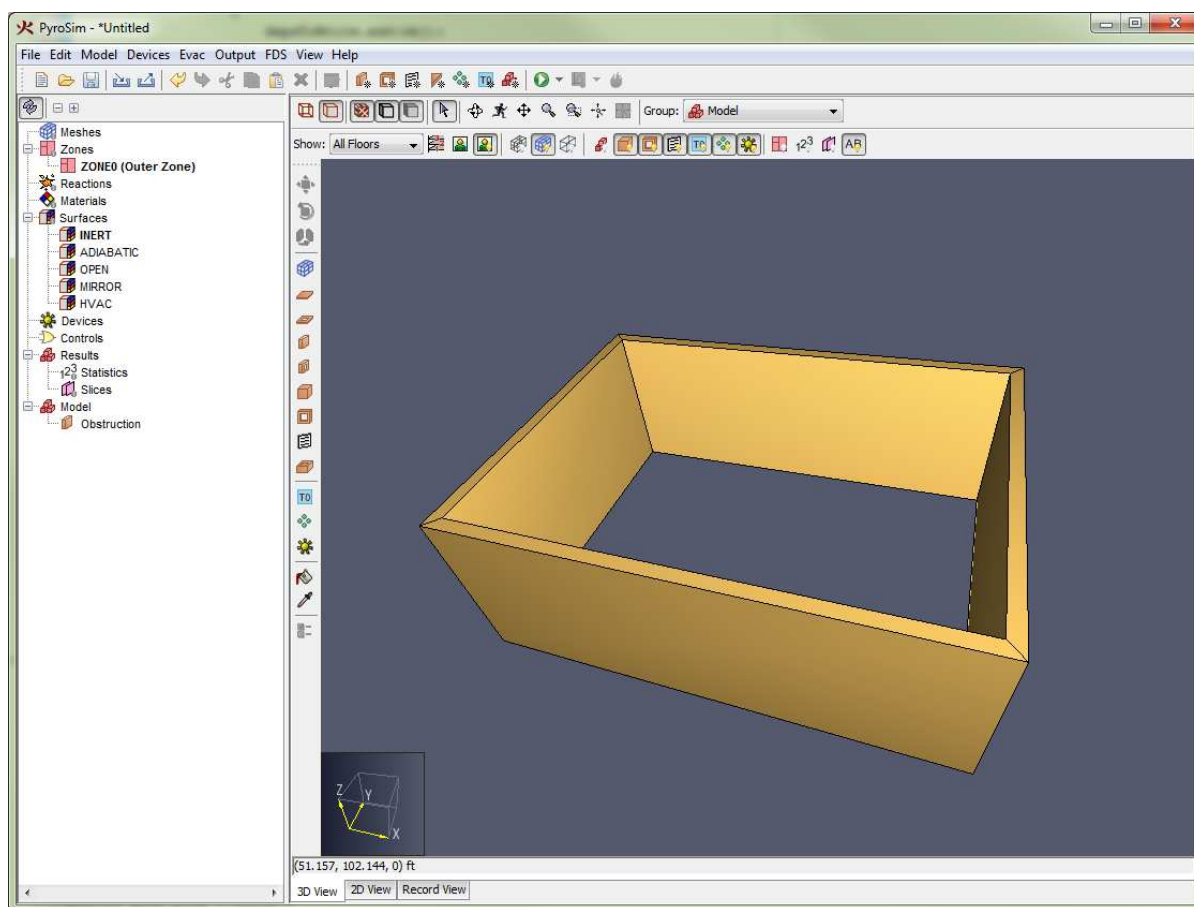 PyroSim - *Untitled
File Edit Model Devices Evac Output FDS View Help
Group: Model
Show: All Floors
Meshes
Zones
ZONE0 (Outer Zone)
Reactions
Materials
Surfaces
INERT
ADIABATIC
OPEN
MIRROR
HVAC
Devices
Controls
Results
Statistics
Slices
Model
Obstruction
Z
Y
X
(51.157, 102.144, 0) ft
3D View 2D View Record View